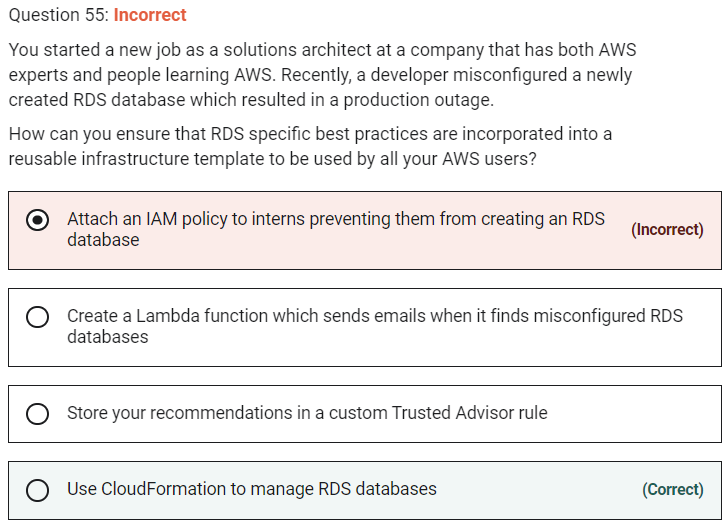 Question 55: Incorrect
You started a new job as a solutions architect at a company that has both AWS
experts and people learning AWS. Recently, a developer misconfigured a newly
created RDS database which resulted in a production outage.
How can you ensure that RDS specific best practices are incorporated into a
reusable infrastructure template to be used by all your AWS users?
Attach an IAM policy to interns preventing them from creating an RDS
database
(Incorrect)
Create a Lambda function which sends emails when it finds misconfigured RDS
databases
Store your recommendations in a custom Trusted Advisor rule
Use CloudFormation to manage RDS databases
(Correct)